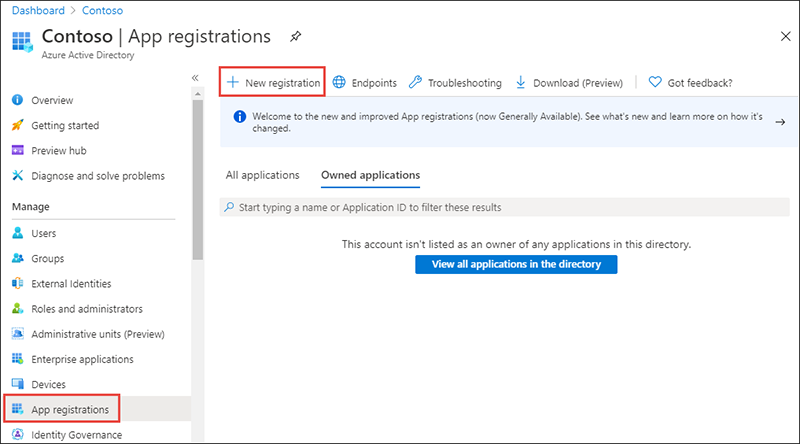 Dashboard > Contoso >
Contoso | App registrations
Azure Active Directory
Overview
Getting started
Preview hub
Diagnose and solve problems
Manage
Users
Groups
External Identities
Roles and administrators
Administrative units (Preview)
Enterprise applications
Devices
App registrations
Identity Governance
New registration
Endpoints
Troubleshooting
Download (Preview)
Got feedback?
Welcome to the new and improved App registrations (now Generally Available). See what's new and learn more on how it's
changed.
All applications
Owned applications
Start typing a name or Application ID to filter these results
This account isn't listed as an owner of any applications in this directory.
View all applications in the directory